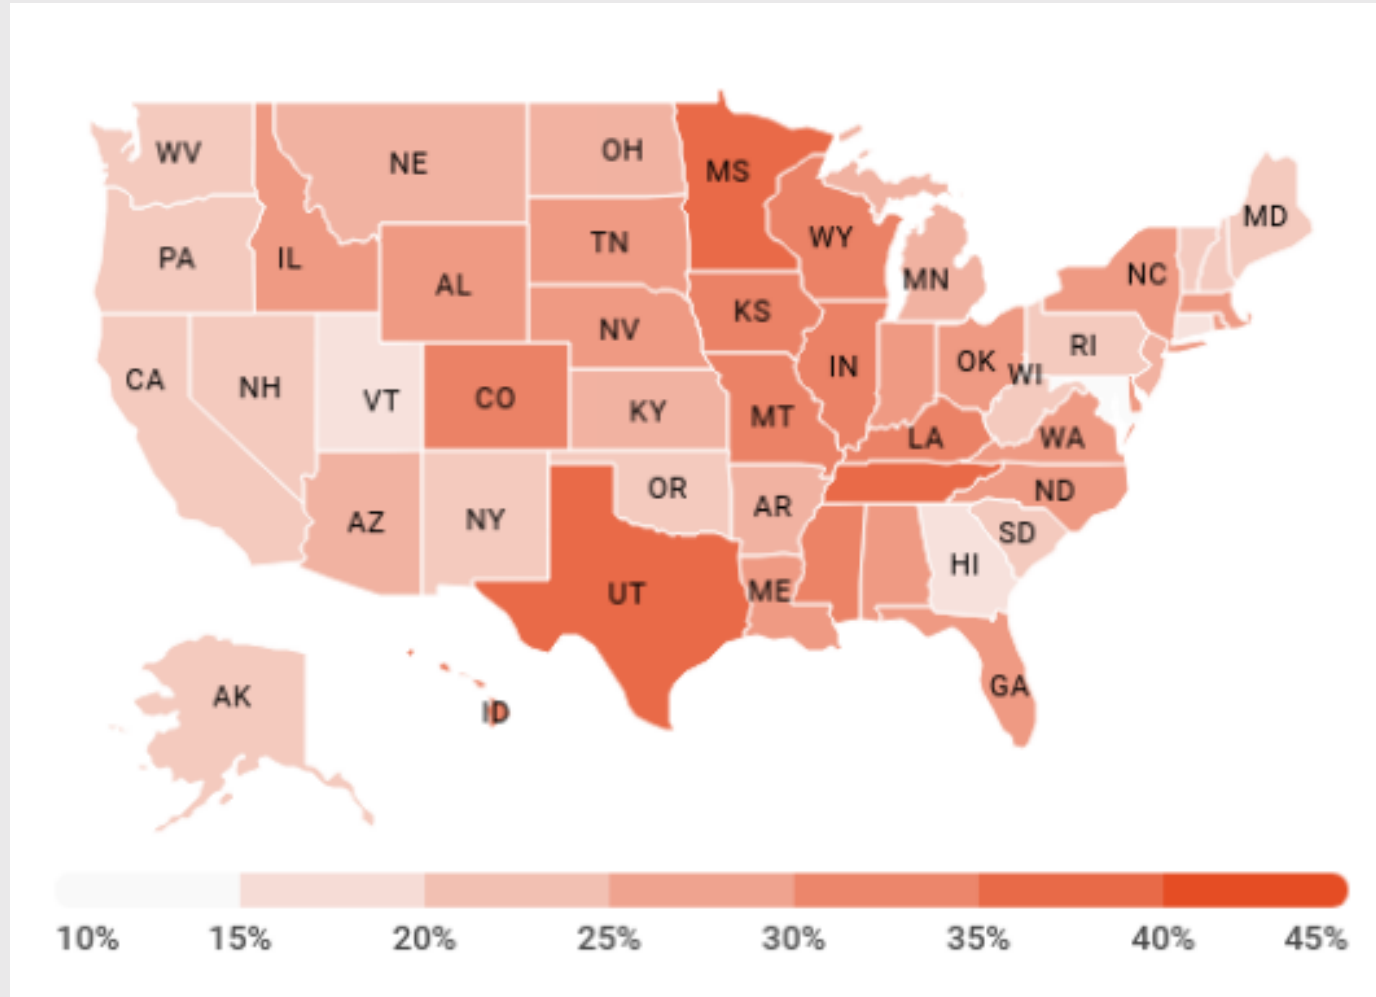 WV
NE
OH
MS
PA
IL
AL
TN
NV
KS
WY
MN
NC
MD
CA
NH
VT
CO
KY
MT
IN
OK
WI
RI
LA
WA
AZ
NY
OR
AR
ND
SD
HI
UT
ME
GA
AK
ID
10% 15% 20% 25% 30% 35% 40% 45%